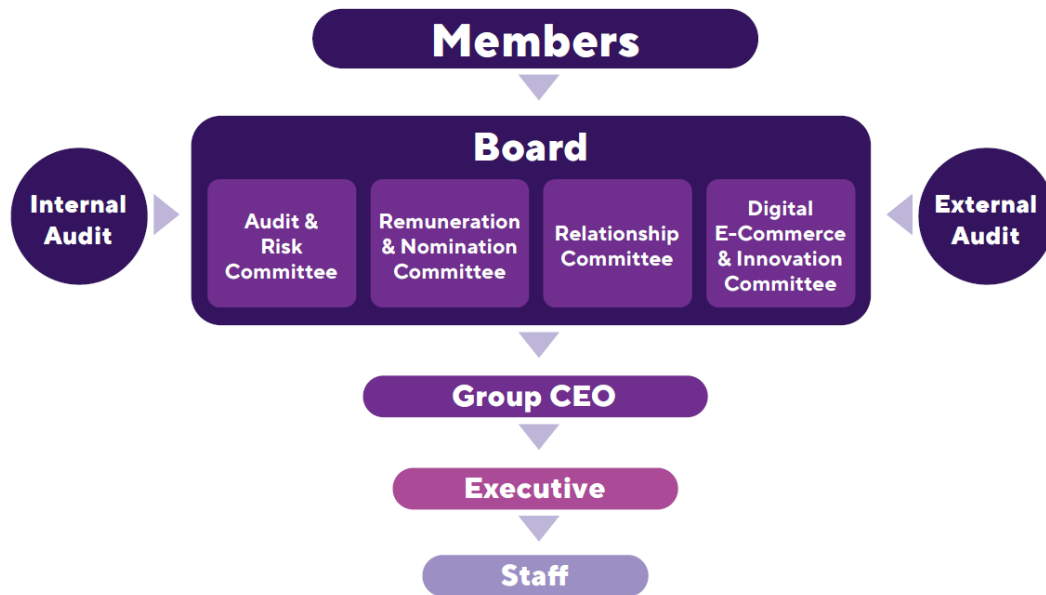 Members
Board
Internal
Audit
Audit &
Risk
Committee
Remuneration
& Nomination
Committee
Relationship
Committee
Digital
E-Commerce
& Innovation
Committee
External
Audit
Group CEO
Executive
Staff